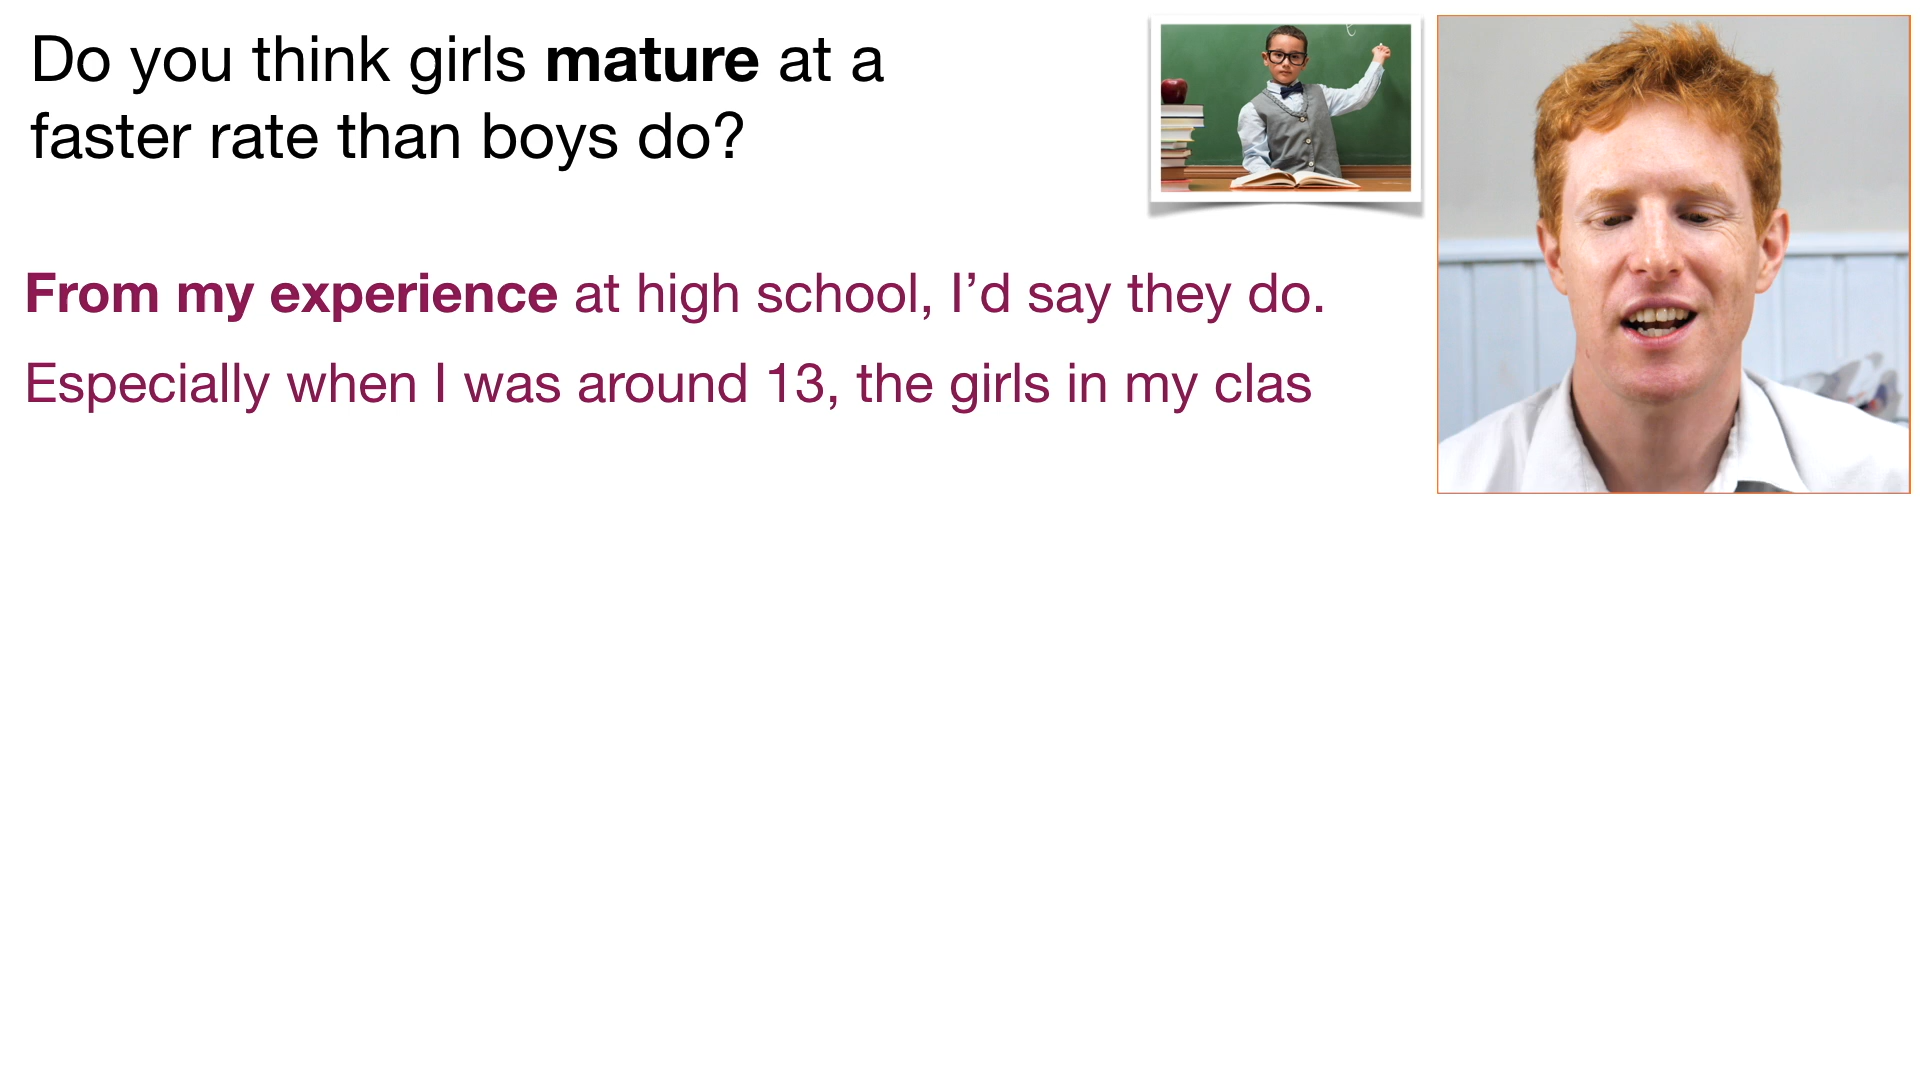 Do you think girls mature at a
faster rate than boys do?
From my experience at high school, I’d say they do.
Especially when I was around 13, the girls in my clas